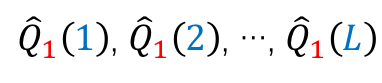 Q̂₁(1), Q̂₁(2), ⋯, Q̂₁(L)